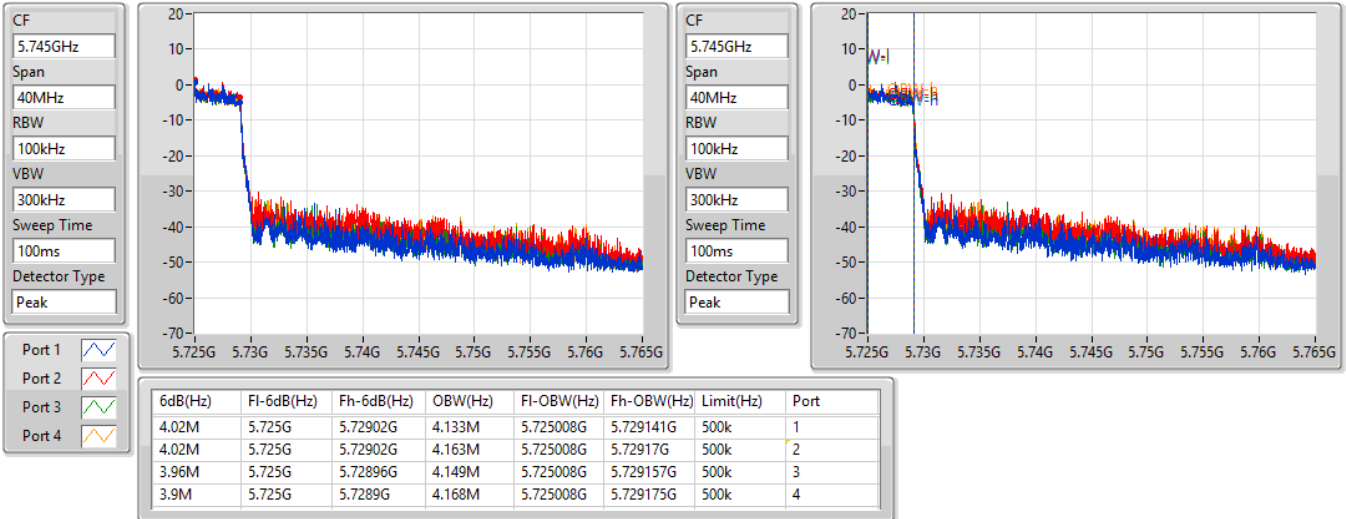 CF
5.745GHz
Span
40MHz
RBW
100kHz
VBW
300kHz
Sweep Time
100ms
Detector Type
Peak
20
10
0
-10
-20
-30
-40
-50
-60
-70
5.725G 5.73G 5.735G 5.74G 5.745G 5.75G 5.755G 5.76G 5.765G
CF
5.745GHz
Span
40MHz
RBW
100kHz
VBW
300kHz
Sweep Time
100ms
Detector Type
Peak
20
10
0
-10
-20
-30
-40
-50
-60
-70
5.725G 5.73G 5.735G 5.74G 5.745G 5.75G 5.755G 5.76G 5.765G
Port 1
Port 2
Port 3
Port 4
6dB(Hz) Fl-6dB(Hz) Fh-6dB(Hz) OBW(Hz) Fl-OBW(Hz) Fh-OBW(Hz) Limit(Hz) Port
4.02M 5.725G 5.72902G 4.133M 5.725008G 5.729141G 500k 1
4.02M 5.725G 5.72902G 4.163M 5.725008G 5.72917G 500k 2
3.96M 5.725G 5.72896G 4.149M 5.725008G 5.729157G 500k 3
3.9M 5.725G 5.7289G 4.168M 5.725008G 5.729175G 500k 4